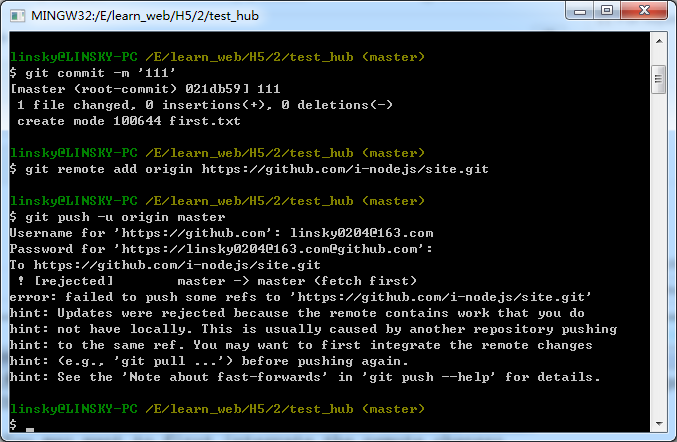 MINGW32:/E/learn_web/H5/2/test_hub
linsky@LINSKY-PC /E/learn_web/H5/2/test_hub (master)
$ git commit -m '111'
[master (root-commit) 021db59] 111
 1 file changed, 0 insertions(+), 0 deletions(-)
 create mode 100644 first.txt
linsky@LINSKY-PC /E/learn_web/H5/2/test_hub (master)
$ git remote add origin https://github.com/i-nodejs/site.git
linsky@LINSKY-PC /E/learn_web/H5/2/test_hub (master)
$ git push -u origin master
Username for 'https://github.com': linsky0204@163.com
Password for 'https://linsky0204@163.com@github.com':
To https://github.com/i-nodejs/site.git
 ! [rejected]        master -> master (fetch first)
error: failed to push some refs to 'https://github.com/i-nodejs/site.git'
hint: Updates were rejected because the remote contains work that you do
hint: not have locally. This is usually caused by another repository pushing
hint: to the same ref. You may want to first integrate the remote changes
hint: (e.g., 'git pull ...') before pushing again.
hint: See the 'Note about fast-forwards' in 'git push --help' for details.
linsky@LINSKY-PC /E/learn_web/H5/2/test_hub (master)
$